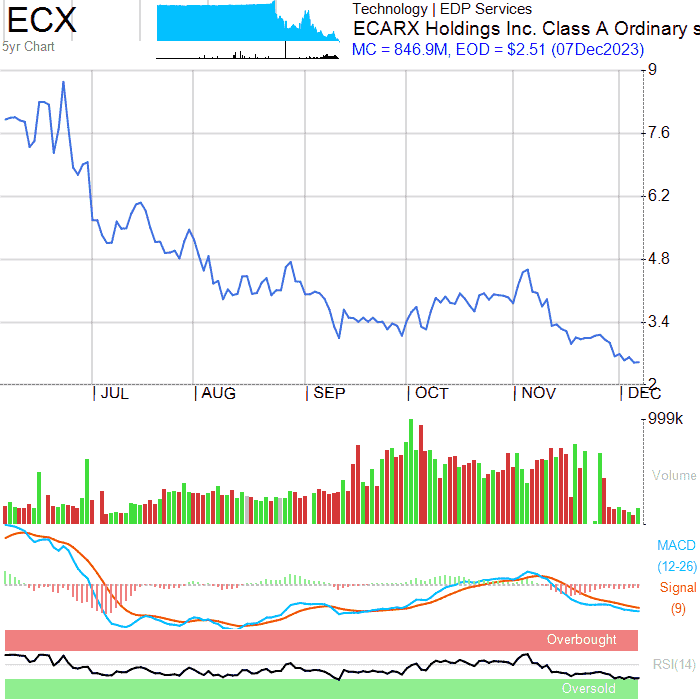 ECX
5yr Chart
Technology | EDP Services
ECARX Holdings Inc. Class A Ordinary s
MC = 846.9M, EOD = $2.51 (07Dec2023)
9
7.6
6.2
4.8
3.4
2
JUL AUG SEP OCT NOV DEC
999k
Volume
MACD
(12-26)
Signal
(9)
Overbought
RSI(14)
Oversold